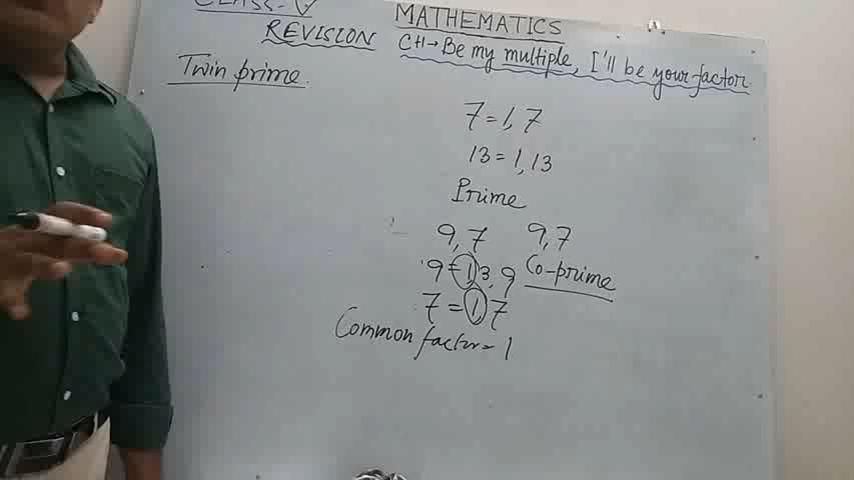 CLASS-V
MATHEMATICS
REVISION
CH→Be my multiple, I'll be your factor
Twin prime.
7=1,7
13=1,13
Prime
9,7
9,7
9=1,3,9
Co-prime
7=1,7
Common factor=1